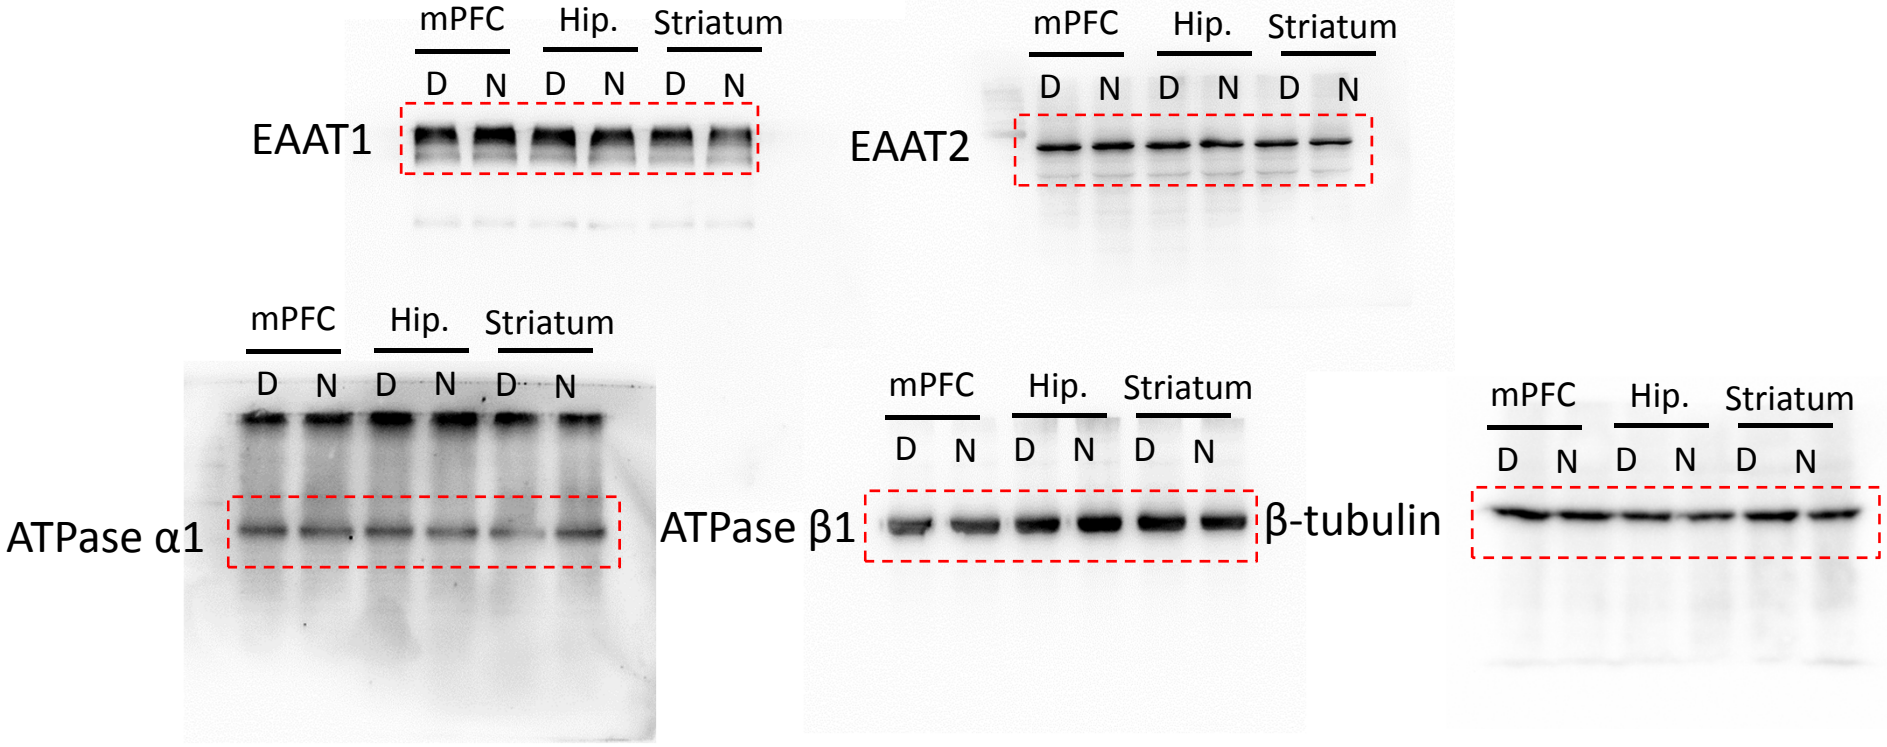 mPFC Hip. Striatum
D N D N D N
EAAT1
mPFC Hip. Striatum
D N D N D N
EAAT2
mPFC Hip. Striatum
D N D N D N
ATPase α1
mPFC Hip. Striatum
D N D N D N
ATPase β1
mPFC Hip. Striatum
D N D N D N
β-tubulin